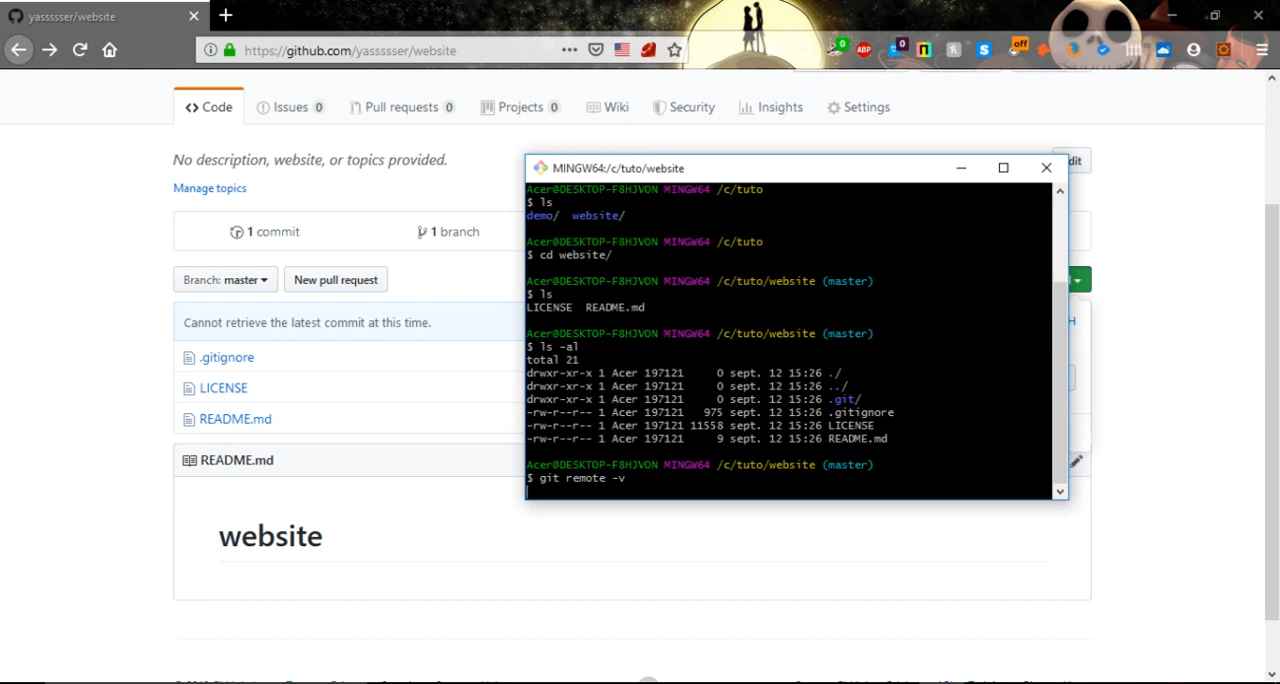 yassssser/website
https://github.com/yassssser/website
0
ABP
0
off
Code
Issues 0
Pull requests 0
Projects 0
Wiki
Security
Insights
Settings
No description, website, or topics provided.
dit
Manage topics
1 commit
1 branch
Branch: master
New pull request
Cannot retrieve the latest commit at this time.
.gitignore
LICENSE
README.md
README.md
website
MINGW64:/c/tuto/website
Acer@DESKTOP-F8HJVON MINGW64 /c/tuto
$ ls
demo/ website/
Acer@DESKTOP-F8HJVON MINGW64 /c/tuto
$ cd website/
Acer@DESKTOP-F8HJVON MINGW64 /c/tuto/website (master)
$ ls
LICENSE README.md
Acer@DESKTOP-F8HJVON MINGW64 /c/tuto/website (master)
$ ls -al
total 21
drwxr-xr-x 1 Acer 197121 0 sept. 12 15:26 ./
drwxr-xr-x 1 Acer 197121 0 sept. 12 15:26 ../
drwxr-xr-x 1 Acer 197121 0 sept. 12 15:26 .git/
-rw-r--r-- 1 Acer 197121 975 sept. 12 15:26 .gitignore
-rw-r--r-- 1 Acer 197121 11558 sept. 12 15:26 LICENSE
-rw-r--r-- 1 Acer 197121 9 sept. 12 15:26 README.md
Acer@DESKTOP-F8HJVON MINGW64 /c/tuto/website (master)
$ git remote -v